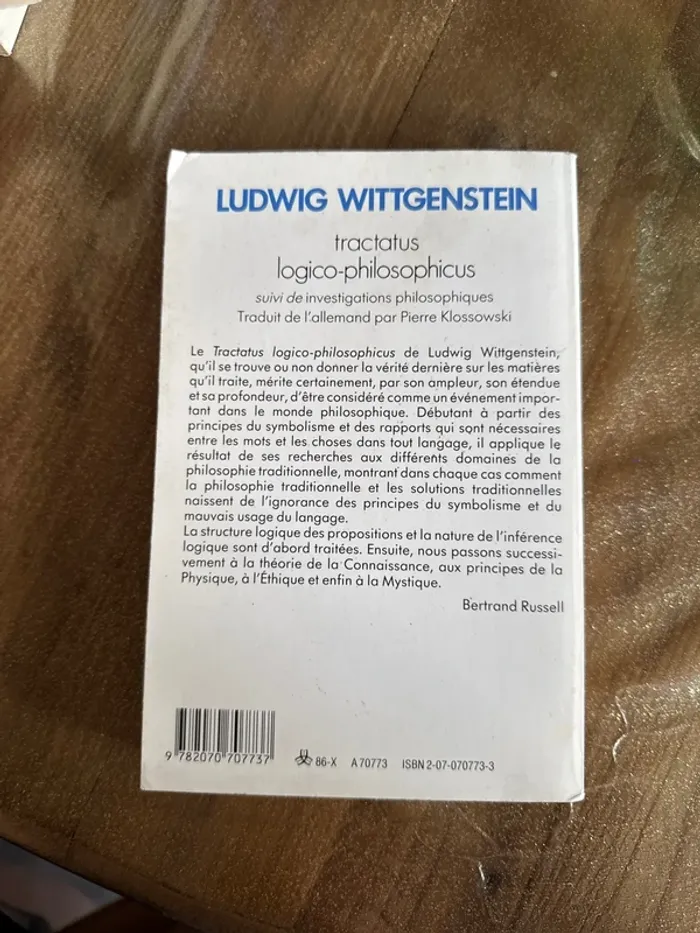 LUDWIG WITTGENSTEIN
tractatus
logico-philosophicus
suivi de investigations philosophiques
Traduit de l'allemand par Pierre Klossowski
Le Tractatus logico-philosophicus de Ludwig Wittgenstein,
qu'il se trouve ou non donner la vérité dernière sur les matières
qu'il traite, mérite certainement, par son ampleur, son étendue
et sa profondeur, d'être considéré comme un événement impor-
tant dans le monde philosophique. Débutant à partir des
principes du symbolisme et des rapports qui sont nécessaires
entre les mots et les choses dans tout langage, il applique le
résultat de ses recherches aux différents domaines de la
philosophie traditionnelle, montrant dans chaque cas comment
la philosophie traditionnelle et les solutions traditionnelles
naissent de l'ignorance des principes du symbolisme et du
mauvais usage du langage.
La structure logique des propositions et la nature de l'inférence
logique sont d'abord traitées. Ensuite, nous passons successi-
vement à la théorie de la Connaissance, aux principes de la
Physique, à l'Éthique et enfin à la Mystique.
Bertrand Russell
9 782070 707737
86-X A 70773 ISBN 2-07-070773-3